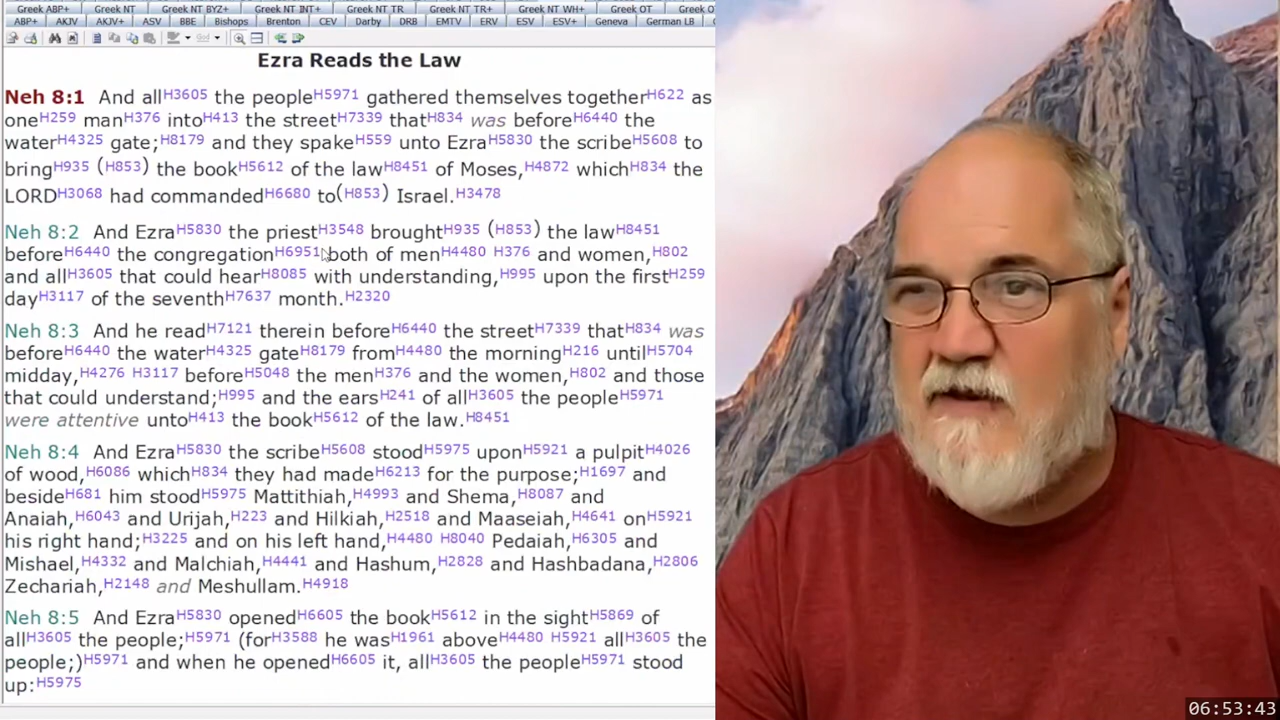 Greek ABP+ Greek NT Greek NT BYZ+ Greek NT INT+ Greek NT TR Greek NT TR+ Greek NT WH+ Greek OT Greek O
ABP+ AKJV AKJV+ ASV BBE Bishops Brenton CEV Darby DRB EMTV ERV ESV ESV+ Geneva German LB
Ezra Reads the Law
Neh 8:1 And allH3605 the peopleH5971 gathered themselves togetherH622 as
oneH259 manH376 intoH413 the streetH7339 thatH834 was beforeH6440 the
waterH4325 gate;H8179 and they spakeH559 unto EzraH5830 the scribeH5608 to
bringH935 (H853) the bookH5612 of the lawH8451 of Moses,H4872 whichH834 the
LORDH3068 had commandedH6680 to(H853) Israel.H3478
Neh 8:2 And EzraH5830 the priestH3548 broughtH935 (H853) the lawH8451
beforeH6440 the congregationH6951 both of menH4480 H376 and women,H802
and allH3605 that could hearH8085 with understanding,H995 upon the firstH259
dayH3117 of the seventhH7637 month.H2320
Neh 8:3 And he readH7121 therein beforeH6440 the streetH7339 thatH834 was
beforeH6440 the waterH4325 gateH8179 fromH4480 the morningH216 untilH5704
midday,H4276 H3117 beforeH5048 the menH376 and the women,H802 and those
that could understand;H995 and the earsH241 of allH3605 the peopleH5971
were attentive untoH413 the bookH5612 of the law.H8451
Neh 8:4 And EzraH5830 the scribeH5608 stoodH5975 uponH5921 a pulpitH4026
of wood,H6086 whichH834 they had madeH6213 for the purpose;H1697 and
besideH681 him stoodH5975 Mattithiah,H4993 and Shema,H8087 and
Anaiah,H6043 and Urijah,H223 and Hilkiah,H2518 and Maaseiah,H4641 onH5921
his right hand;H3225 and on his left hand,H4480 H8040 Pedaiah,H6305 and
Mishael,H4332 and Malchiah,H4441 and Hashum,H2828 and Hashbadana,H2806
Zechariah,H2148 and Meshullam.H4918
Neh 8:5 And EzraH5830 openedH6605 the bookH5612 in the sightH5869 of
allH3605 the people;H5971 (forH3588 he wasH1961 aboveH4480 H5921 allH3605 the
people;)H5971 and when he openedH6605 it, allH3605 the peopleH5971 stood
up:H5975
06:53:43